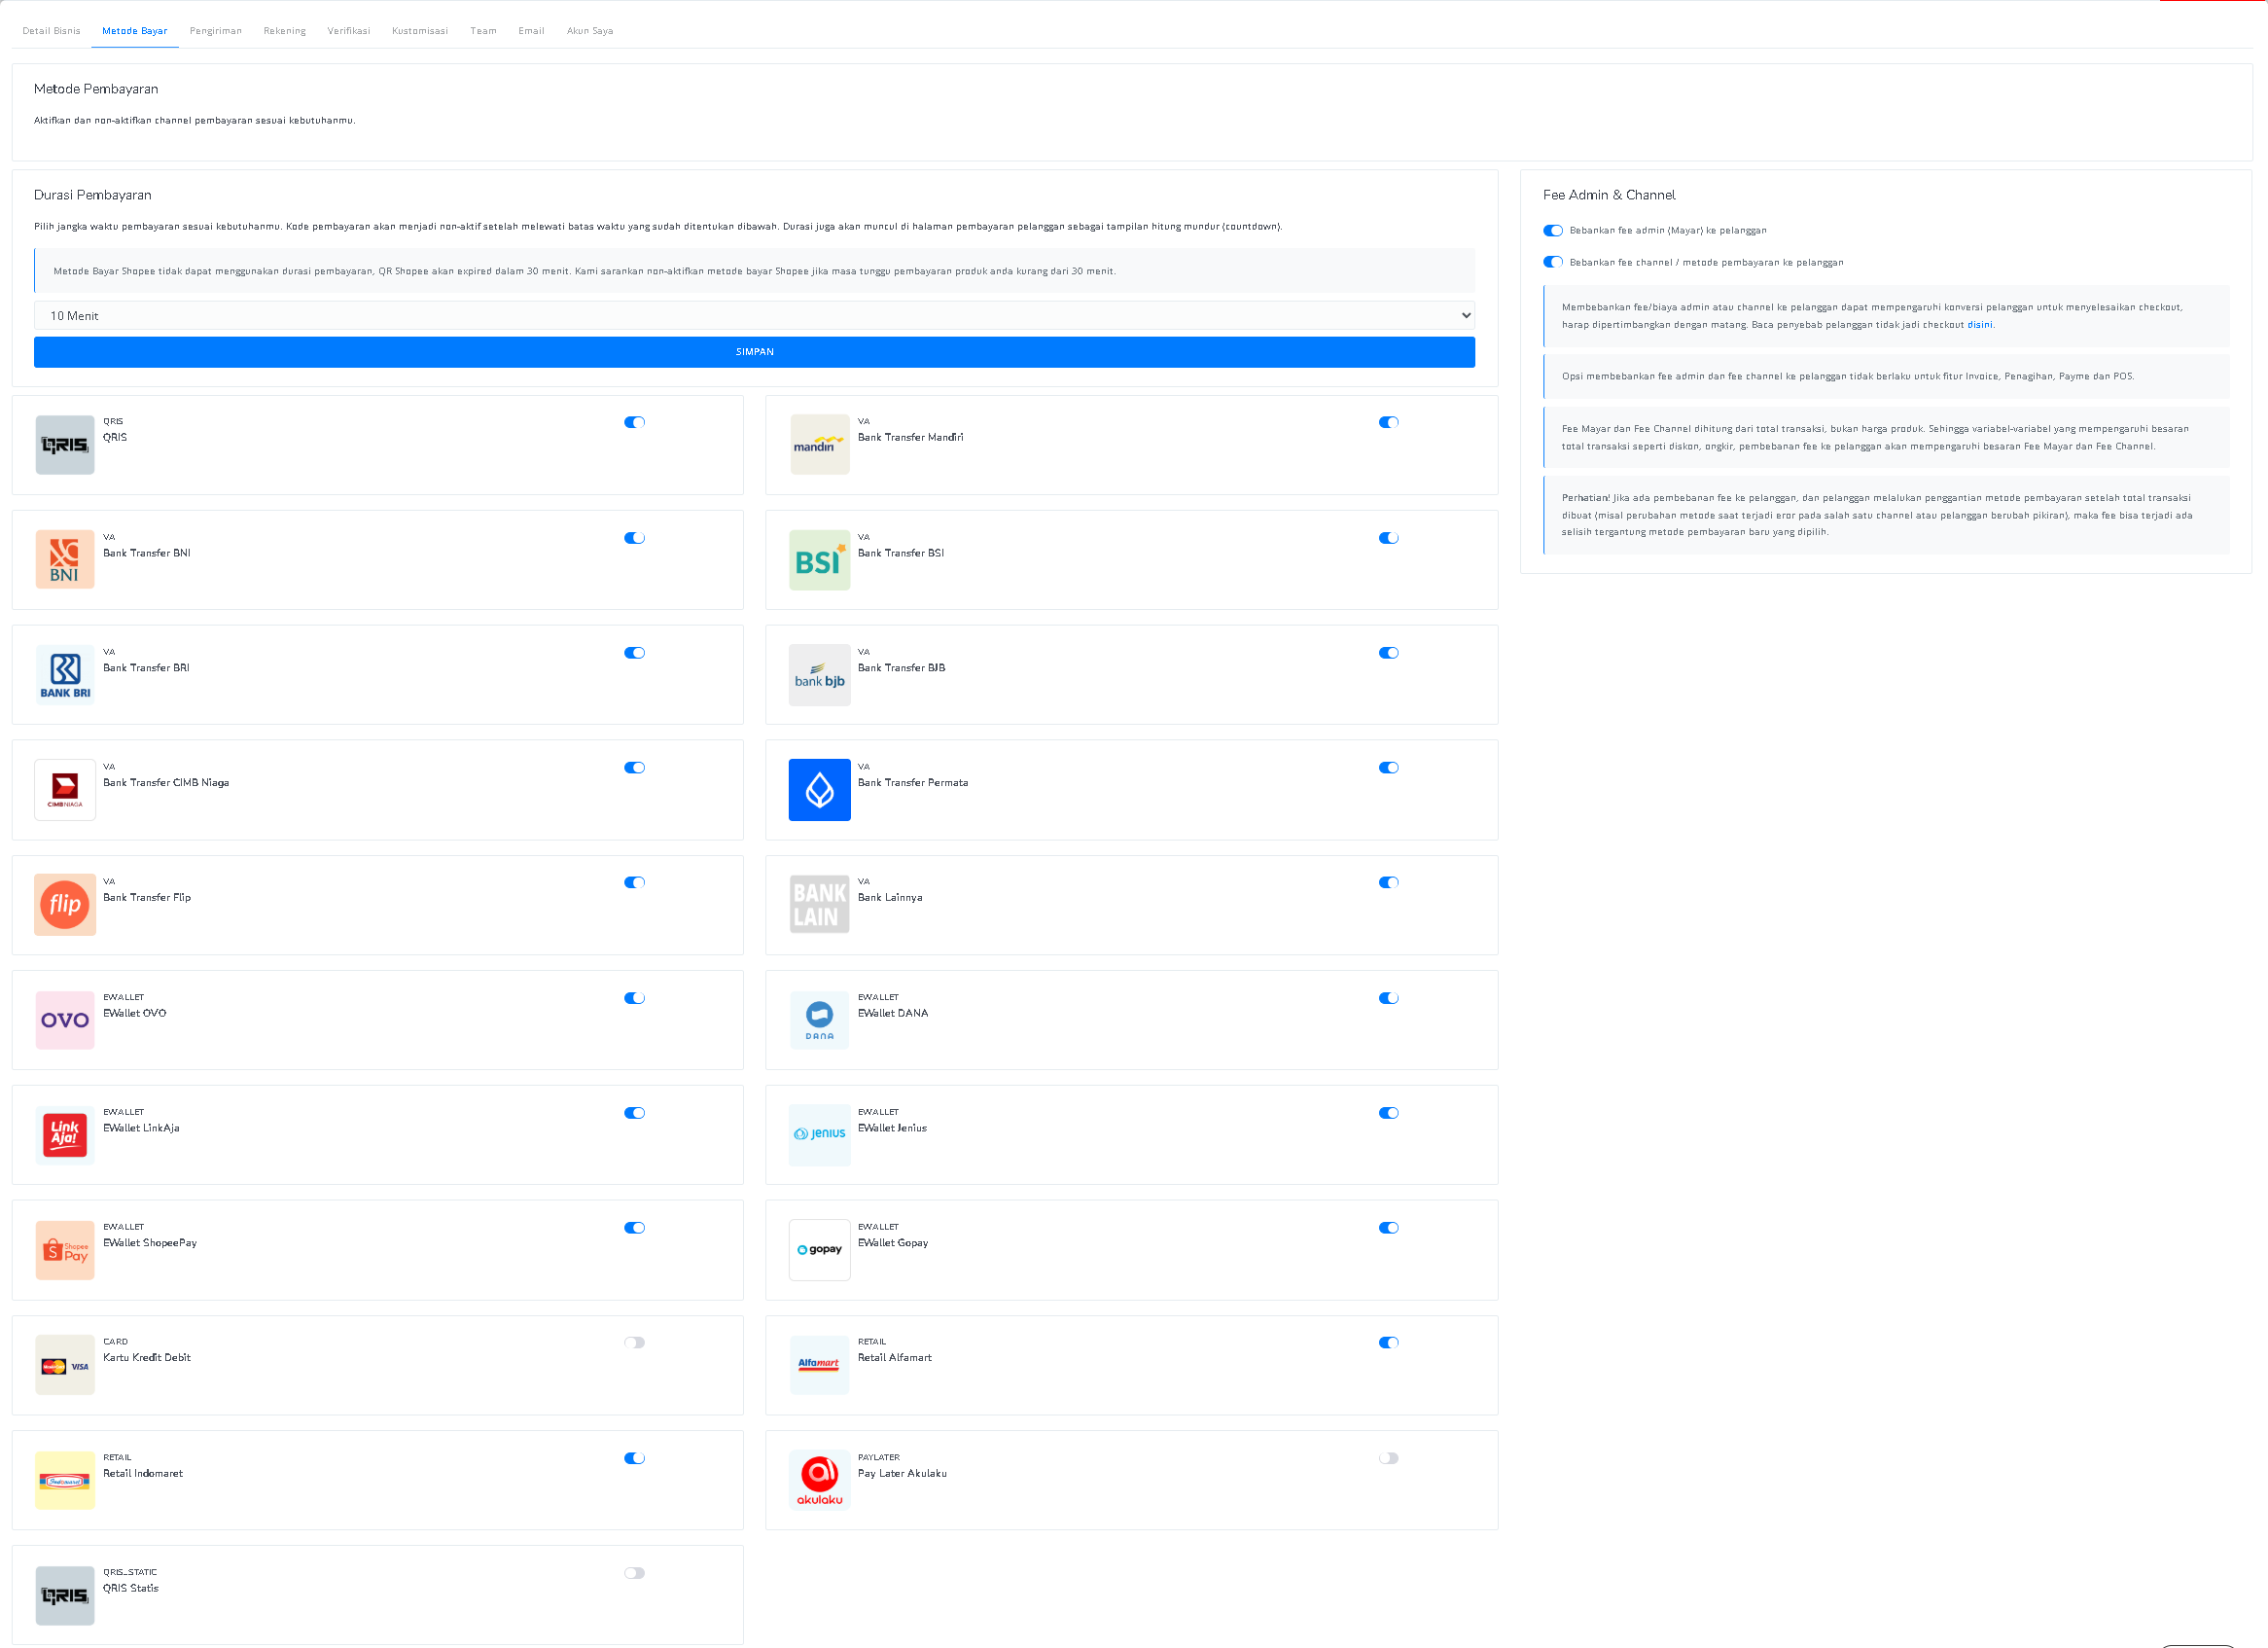 Detail Bisnis
Metode Bayar
Pengiriman
Rekening
Verifikasi
Kustomisasi
Team
Email
Akun Saya
Metode Pembayaran
Aktifkan dan non-aktifkan channel pembayaran sesuai kebutuhanmu.
Durasi Pembayaran
Pilih jangka waktu pembayaran sesuai kebutuhanmu. Kode pembayaran akan menjadi non-aktif setelah melewati batas waktu yang sudah ditentukan dibawah. Durasi juga akan muncul di halaman pembayaran pelanggan sebagai tampilan hitung mundur (countdown).
Metode Bayar Shopee tidak dapat menggunakan durasi pembayaran, QR Shopee akan expired dalam 30 menit. Kami sarankan non-aktifkan metode bayar Shopee jika masa tunggu pembayaran produk anda kurang dari 30 menit.
10 Menit
SIMPAN
Fee Admin & Channel
Bebankan fee admin (Mayar) ke pelanggan
Bebankan fee channel / metode pembayaran ke pelanggan
Membebankan fee/biaya admin atau channel ke pelanggan dapat mempengaruhi konversi pelanggan untuk menyelesaikan checkout,
harap dipertimbangkan dengan matang. Baca penyebab pelanggan tidak jadi checkout disini.
Opsi membebankan fee admin dan fee channel ke pelanggan tidak berlaku untuk fitur Invoice, Penagihan, Payme dan POS.
Fee Mayar dan Fee Channel dihitung dari total transaksi, bukan harga produk. Sehingga variabel-variabel yang mempengaruhi besaran
total transaksi seperti diskon, ongkir, pembebanan fee ke pelanggan akan mempengaruhi besaran Fee Mayar dan Fee Channel.
Perhatian! Jika ada pembebanan fee ke pelanggan, dan pelanggan melalukan penggantian metode pembayaran setelah total transaksi
dibuat (misal perubahan metode saat terjadi eror pada salah satu channel atau pelanggan berubah pikiran), maka fee bisa terjadi ada
selisih tergantung metode pembayaran baru yang dipilih.
QRIS
QRIS
QRIS
mandiri
VA
Bank Transfer Mandiri
BNI
VA
Bank Transfer BNI
BSI
VA
Bank Transfer BSI
BANK BRI
VA
Bank Transfer BRI
bank bjb
VA
Bank Transfer BJB
CIMB NIAGA
VA
Bank Transfer CIMB Niaga
VA
Bank Transfer Permata
flip
VA
Bank Transfer Flip
BANK
LAIN
VA
Bank Lainnya
OVO
EWALLET
EWallet OVO
DANA
EWALLET
EWallet DANA
Link
Aja!
EWALLET
EWallet LinkAja
jenius
EWALLET
EWallet Jenius
Shopee
Pay
EWALLET
EWallet ShopeePay
gopay
EWALLET
EWallet Gopay
MasterCard
VISA
CARD
Kartu Kredit Debit
Alfamart
RETAIL
Retail Alfamart
Indomaret
RETAIL
Retail Indomaret
akulaku
PAYLATER
Pay Later Akulaku
QRIS
QRIS_STATIC
QRIS Statis